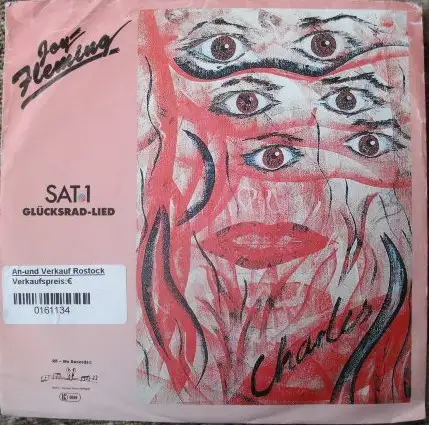 Joy
Fleming
SAT.1
GLÜCKSRAD-LIED
An-und Verkauf Rostock
Verkaufspreis:€
0161134
Charles